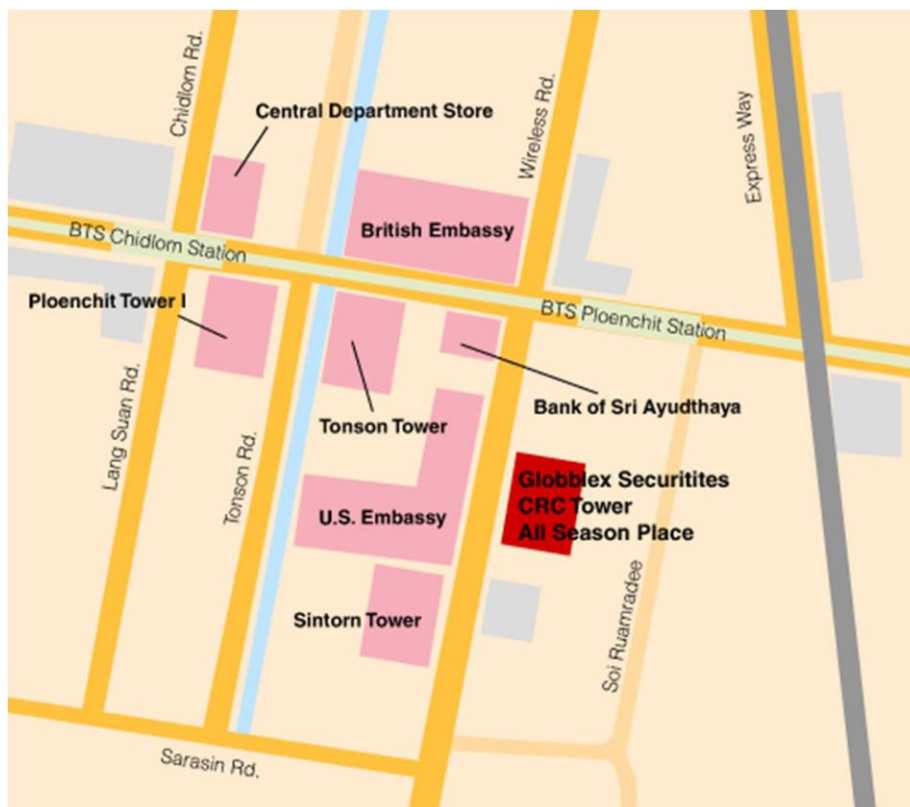 Chidlom Rd.
Central Department Store
Wireless Rd.
Express Way
British Embassy
BTS Chidlom Station
Ploenchit Tower I
BTS Ploenchit Station
Bank of Sri Ayudthaya
Tonson Tower
Lang Suan Rd.
Tonson Rd.
Globblex Securitites
CRC Tower
All Season Place
U.S. Embassy
Sintorn Tower
Soi Ruamradee
Sarasin Rd.